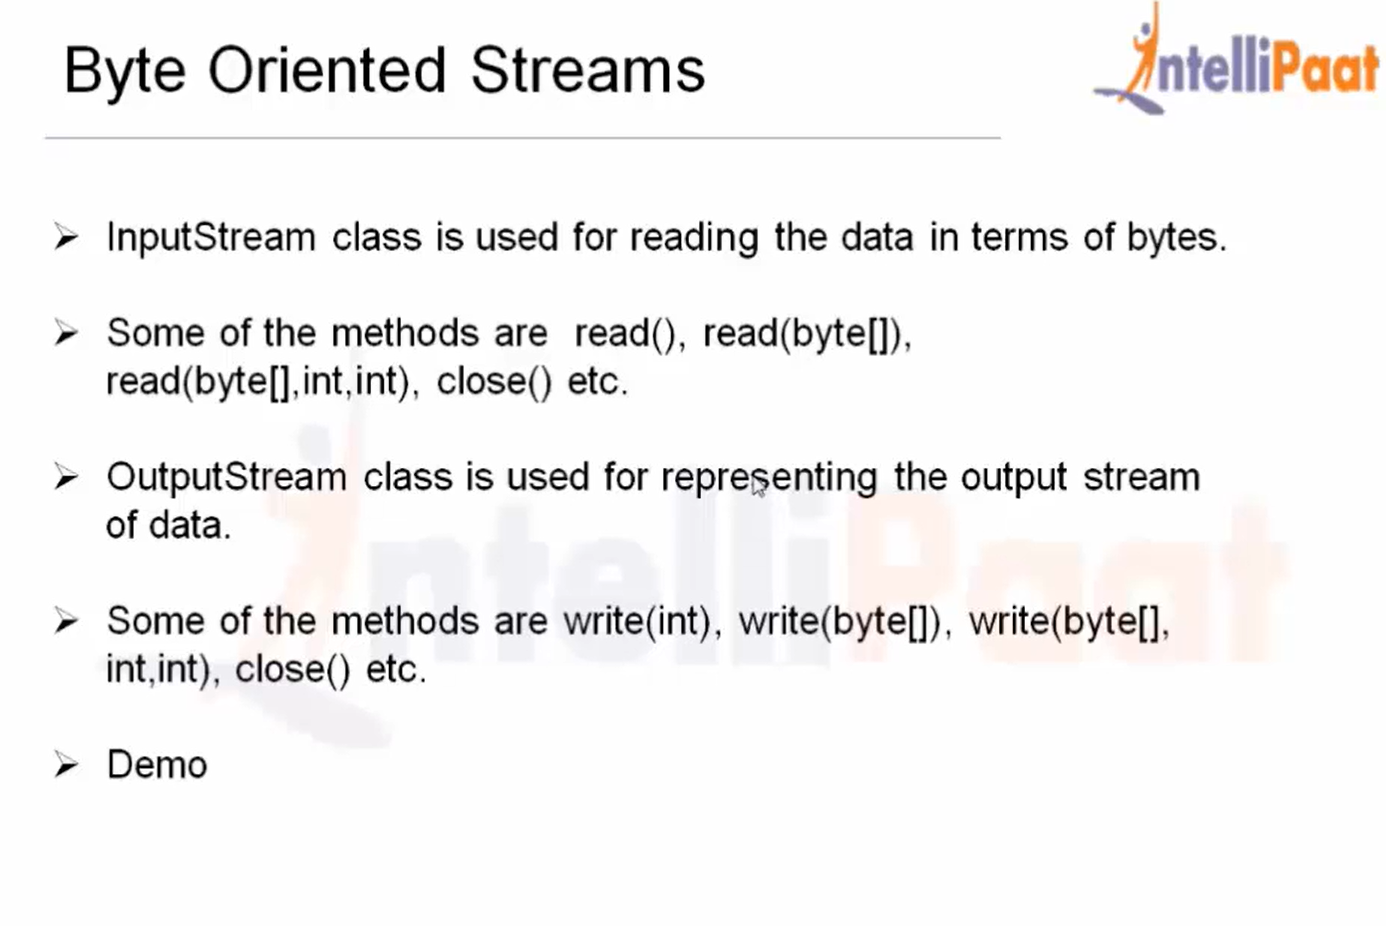 Byte Oriented Streams
IntelliPaat
➢ InputStream class is used for reading the data in terms of bytes.
➢ Some of the methods are read(), read(byte[]),
read(byte[],int,int), close() etc.
➢ OutputStream class is used for representing the output stream
of data.
➢ Some of the methods are write(int), write(byte[]), write(byte[],
int,int), close() etc.
➢ Demo
IntelliPaat